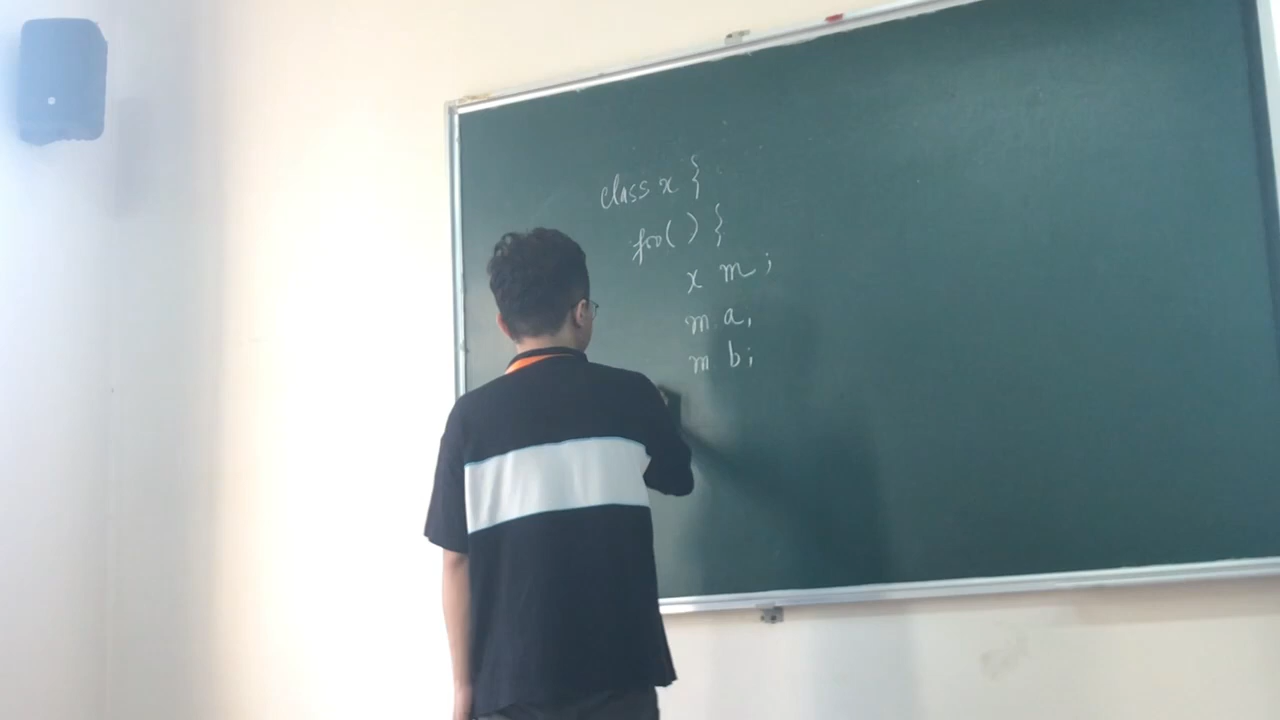 class x {
foo() {
x m;
m a,
m b;